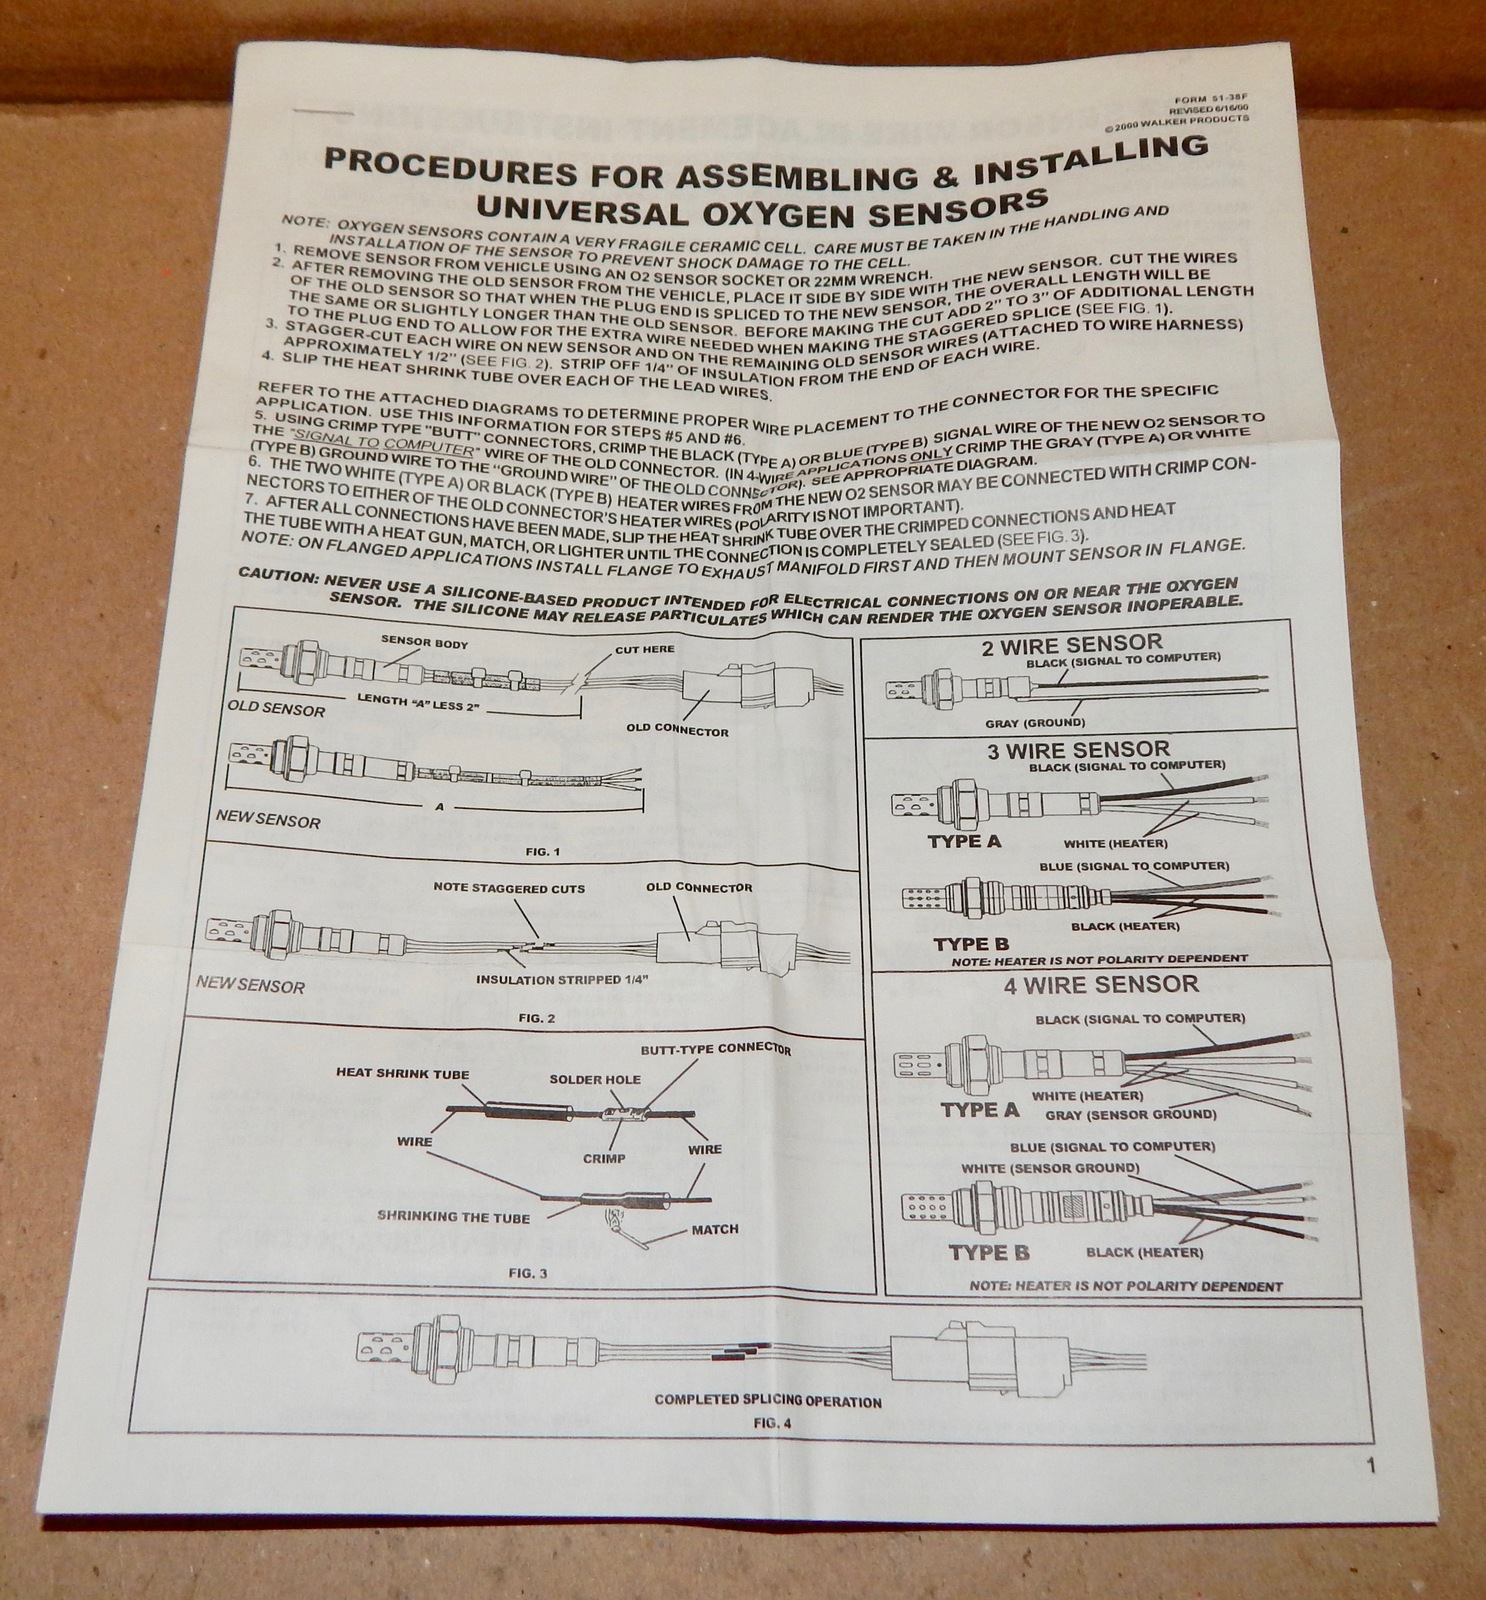 FORM 51-38F
REVISED 6/16/00
©2000 WALKER PRODUCTS
PROCEDURES FOR ASSEMBLING & INSTALLING
UNIVERSAL OXYGEN SENSORS
NOTE: OXYGEN SENSORS CONTAIN A VERY FRAGILE CERAMIC CELL. CARE MUST BE TAKEN IN THE HANDLING AND
INSTALLATION OF THE SENSOR TO PREVENT SHOCK DAMAGE TO THE CELL.
1. REMOVE SENSOR FROM VEHICLE USING AN O2 SENSOR SOCKET OR 22MM WRENCH.
2. AFTER REMOVING THE OLD SENSOR FROM THE VEHICLE, PLACE IT SIDE BY SIDE WITH THE NEW SENSOR. CUT THE WIRES
OF THE OLD SENSOR SO THAT WHEN THE PLUG END IS SPLICED TO THE NEW SENSOR, THE OVERALL LENGTH WILL BE
THE SAME OR SLIGHTLY LONGER THAN THE OLD SENSOR. BEFORE MAKING THE CUT ADD 2" TO 3" OF ADDITIONAL LENGTH
TO THE PLUG END TO ALLOW FOR THE EXTRA WIRE NEEDED WHEN MAKING THE STAGGERED SPLICE (SEE FIG. 1).
3. STAGGER-CUT EACH WIRE ON NEW SENSOR AND ON THE REMAINING OLD SENSOR WIRES (ATTACHED TO WIRE HARNESS)
APPROXIMATELY 1/2" (SEE FIG. 2). STRIP OFF 1/4" OF INSULATION FROM THE END OF EACH WIRE.
4. SLIP THE HEAT SHRINK TUBE OVER EACH OF THE LEAD WIRES.
REFER TO THE ATTACHED DIAGRAMS TO DETERMINE PROPER WIRE PLACEMENT TO THE CONNECTOR FOR THE SPECIFIC
APPLICATION. USE THIS INFORMATION FOR STEPS #5 AND #6.
5. USING CRIMP TYPE "BUTT" CONNECTORS, CRIMP THE BLACK (TYPE A) OR BLUE (TYPE B) SIGNAL WIRE OF THE NEW O2 SENSOR TO
THE "SIGNAL TO COMPUTER" WIRE OF THE OLD CONNECTOR. (IN 4-WIRE APPLICATIONS ONLY CRIMP THE GRAY (TYPE A) OR WHITE
(TYPE B) GROUND WIRE TO THE "GROUND WIRE" OF THE OLD CONNECTOR). SEE APPROPRIATE DIAGRAM.
6. THE TWO WHITE (TYPE A) OR BLACK (TYPE B) HEATER WIRES FROM THE NEW O2 SENSOR MAY BE CONNECTED WITH CRIMP CON-
NECTORS TO EITHER OF THE OLD CONNECTOR'S HEATER WIRES (POLARITY IS NOT IMPORTANT).
7. AFTER ALL CONNECTIONS HAVE BEEN MADE, SLIP THE HEAT SHRINK TUBE OVER THE CRIMPED CONNECTIONS AND HEAT
THE TUBE WITH A HEAT GUN, MATCH, OR LIGHTER UNTIL THE CONNECTION IS COMPLETELY SEALED (SEE FIG. 3).
NOTE: ON FLANGED APPLICATIONS INSTALL FLANGE TO EXHAUST MANIFOLD FIRST AND THEN MOUNT SENSOR IN FLANGE.
CAUTION: NEVER USE A SILICONE-BASED PRODUCT INTENDED FOR ELECTRICAL CONNECTIONS ON OR NEAR THE OXYGEN
SENSOR. THE SILICONE MAY RELEASE PARTICULATES WHICH CAN RENDER THE OXYGEN SENSOR INOPERABLE.
SENSOR BODY
CUT HERE
LENGTH "A" LESS 2"
OLD SENSOR
OLD CONNECTOR
A
NEW SENSOR
FIG. 1
NOTE STAGGERED CUTS
OLD CONNECTOR
INSULATION STRIPPED 1/4"
NEW SENSOR
FIG. 2
BUTT-TYPE CONNECTOR
HEAT SHRINK TUBE
SOLDER HOLE
WIRE
CRIMP
WIRE
SHRINKING THE TUBE
MATCH
FIG. 3
2 WIRE SENSOR
BLACK (SIGNAL TO COMPUTER)
GRAY (GROUND)
3 WIRE SENSOR
BLACK (SIGNAL TO COMPUTER)
TYPE A
WHITE (HEATER)
BLUE (SIGNAL TO COMPUTER)
BLACK (HEATER)
TYPE B
NOTE: HEATER IS NOT POLARITY DEPENDENT
4 WIRE SENSOR
BLACK (SIGNAL TO COMPUTER)
WHITE (HEATER)
TYPE A
GRAY (SENSOR GROUND)
BLUE (SIGNAL TO COMPUTER)
WHITE (SENSOR GROUND)
TYPE B
BLACK (HEATER)
NOTE: HEATER IS NOT POLARITY DEPENDENT
COMPLETED SPLICING OPERATION
FIG. 4
1